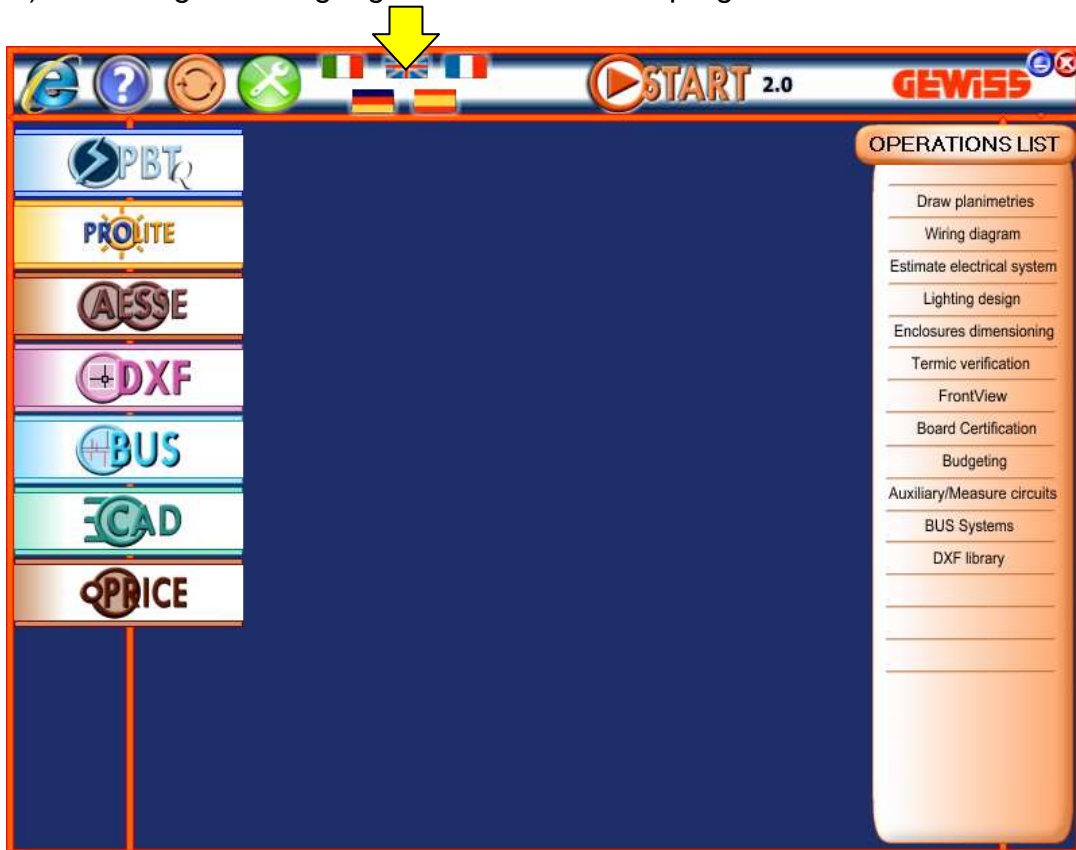 START 2.0
GEWISS
SPBTQ
PROLITE
AESSE
DXF
BUS
CAD
PRICE
OPERATIONS LIST
Draw planimetries
Wiring diagram
Estimate electrical system
Lighting design
Enclosures dimensioning
Termic verification
FrontView
Board Certification
Budgeting
Auxiliary/Measure circuits
BUS Systems
DXF library